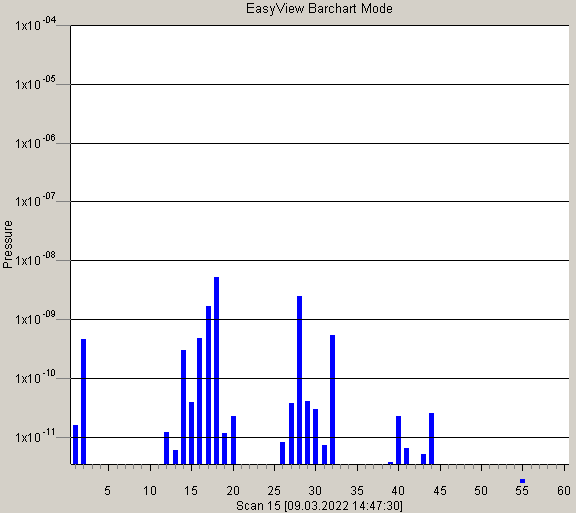 EasyView Barchart Mode
1x10-04
1x10-05
1x10-06
1x10-07
1x10-08
1x10-09
1x10-10
1x10-11
Pressure
5 10 15 20 25 30 35 40 45 50 55 60
Scan 15 [09.03.2022 14:47:30]